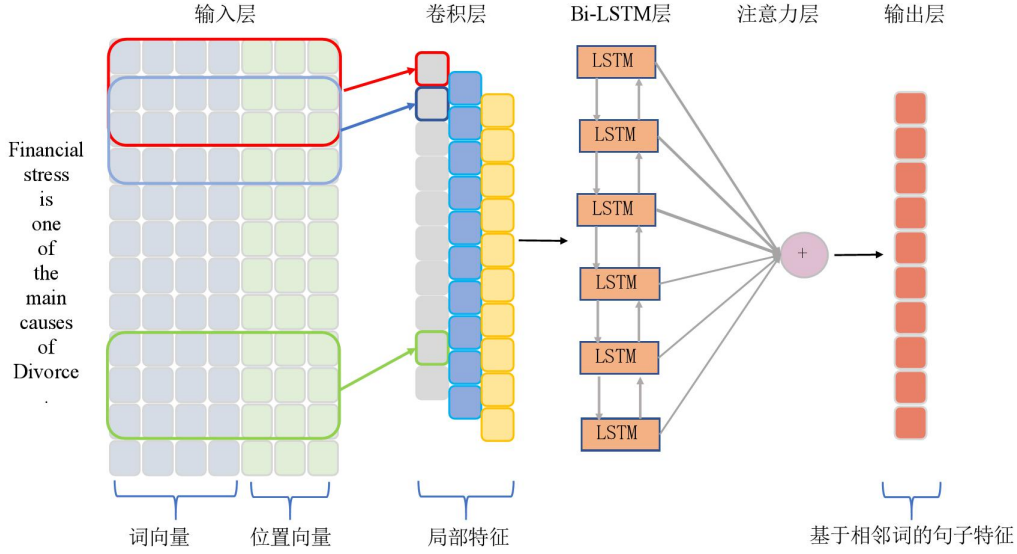 输入层
卷积层
Bi-LSTM层
注意力层
输出层
Financial
stress
is
one
of
the
main
causes
of
Divorce
.
LSTM
LSTM
LSTM
LSTM
LSTM
LSTM
+
词向量
位置向量
局部特征
基于相邻词的句子特征